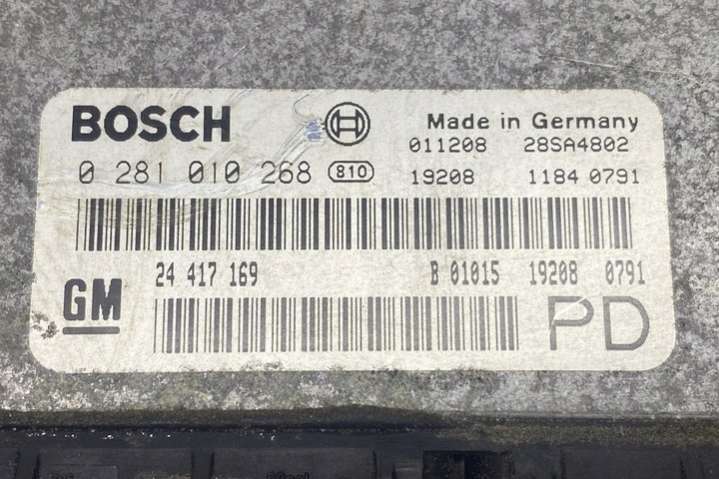 BOSCH Made in Germany
011208 28SA4802
0 281 010 268 810 19208 1184 0791
24 417 169 B 01015 19208 0791
GM PD